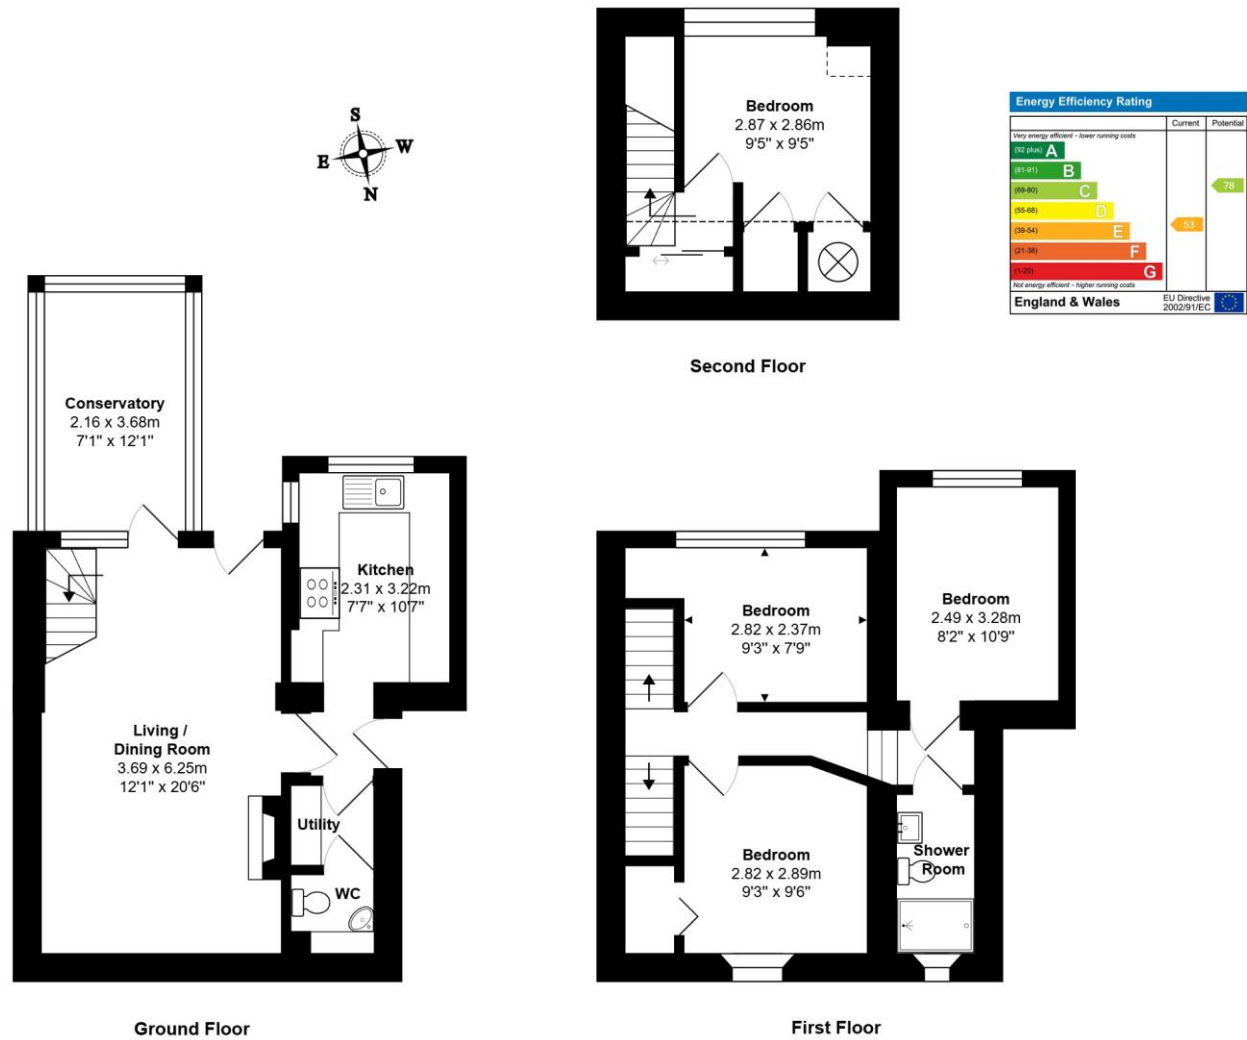 Bedroom
2.87 x 2.86m
9'5" x 9'5"
Second Floor
S
E
W
N
Energy Efficiency Rating
Current
Potential
Very energy efficient - lower running costs
(92 plus) A
(81-91) B
(69-80) C
(55-68) D
(39-54) E
(21-38) F
(1-20) G
78
53
Not energy efficient - higher running costs
England & Wales
EU Directive
2002/91/EC
Conservatory
2.16 x 3.68m
7'1" x 12'1"
Kitchen
2.31 x 3.22m
7'7" x 10'7"
Living /
Dining Room
3.69 x 6.25m
12'1" x 20'6"
Utility
WC
Ground Floor
Bedroom
2.82 x 2.37m
9'3" x 7'9"
Bedroom
2.49 x 3.28m
8'2" x 10'9"
Bedroom
2.82 x 2.89m
9'3" x 9'6"
Shower
Room
First Floor